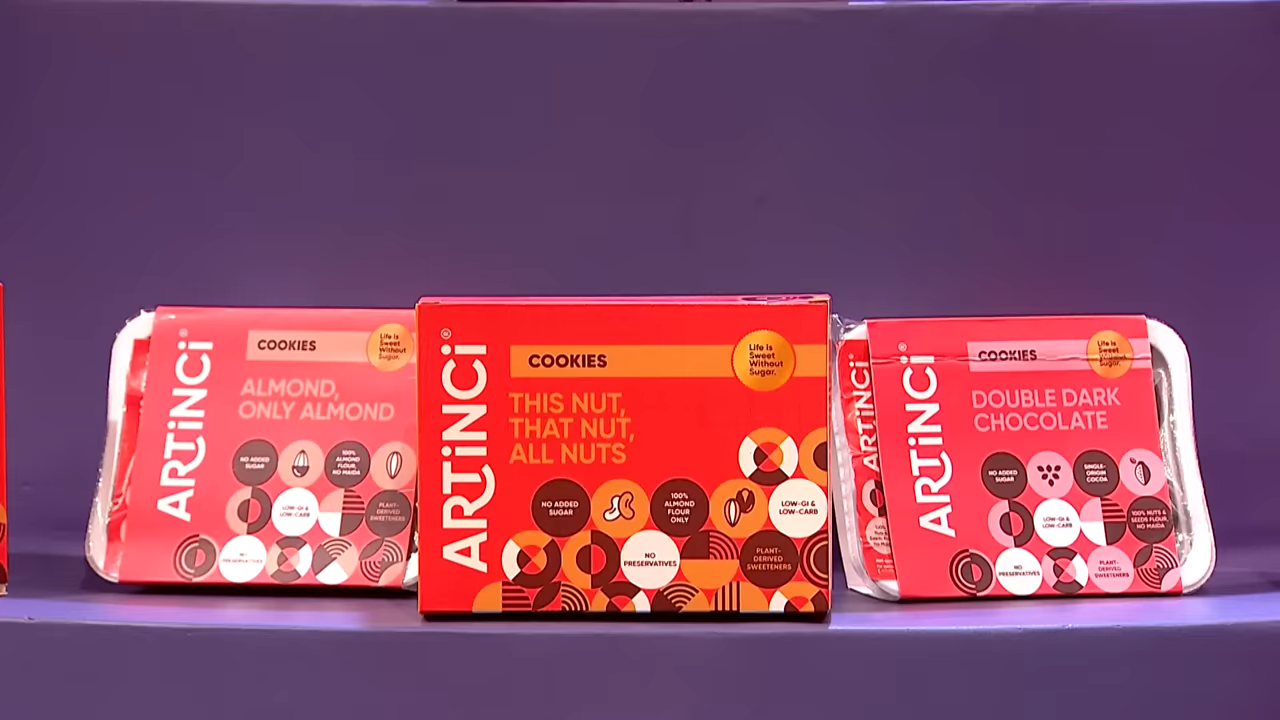 ARTiNCi®
COOKIES
Life is
Sweet
Without
Sugar.
ALMOND,
ONLY ALMOND
NO ADDED
SUGAR
100%
ALMOND
FLOUR,
NO MAIDA
LOW-GI &
LOW-CARB
PLANT-
DERIVED
SWEETENERS
NO
PRESERVATIVES
ARTiNCi®
COOKIES
Life is
Sweet
Without
Sugar.
THIS NUT,
THAT NUT,
ALL NUTS
NO ADDED
SUGAR
100%
ALMOND
FLOUR
ONLY
LOW-GI &
LOW-CARB
NO
PRESERVATIVES
PLANT-
DERIVED
SWEETENERS
ARTiNCi
ARTiNCi®
COOKIES
Life is
Sweet
Without
Sugar.
DOUBLE DARK
CHOCOLATE
NO ADDED
SUGAR
SINGLE-
ORIGIN
COCOA
LOW-GI &
LOW-CARB
100% NUTS &
SEEDS FLOUR,
NO MAIDA
NO
PRESERVATIVES
PLANT-
DERIVED
SWEETENERS